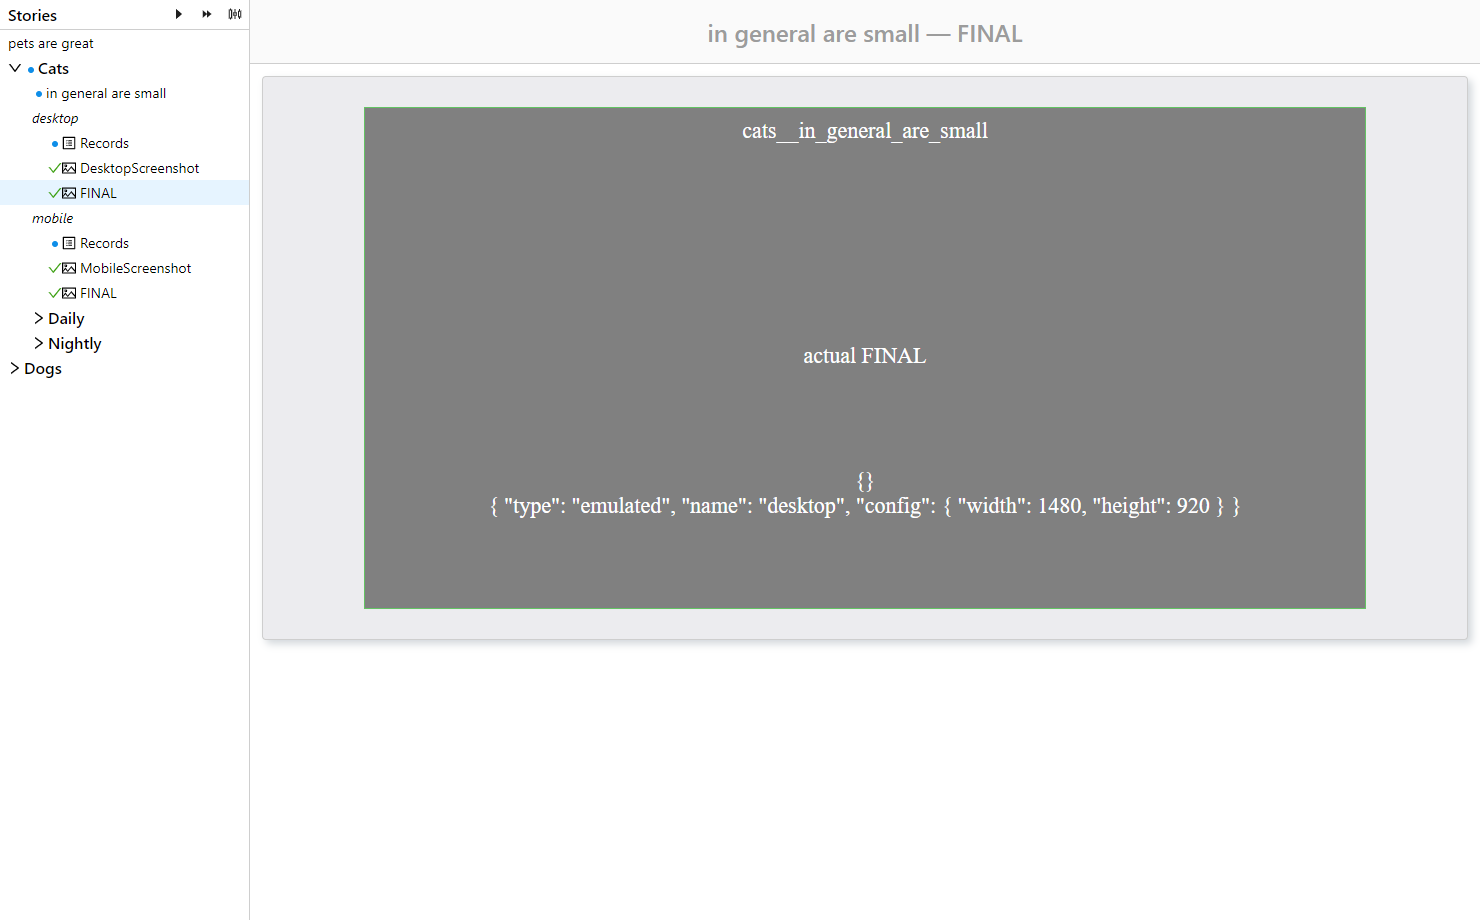 Stories
pets are great
Cats
in general are small
desktop
Records
DesktopScreenshot
FINAL
mobile
Records
MobileScreenshot
FINAL
Daily
Nightly
Dogs
in general are small — FINAL
cats__in_general_are_small
actual FINAL
{}
{ "type": "emulated", "name": "desktop", "config": { "width": 1480, "height": 920 } }